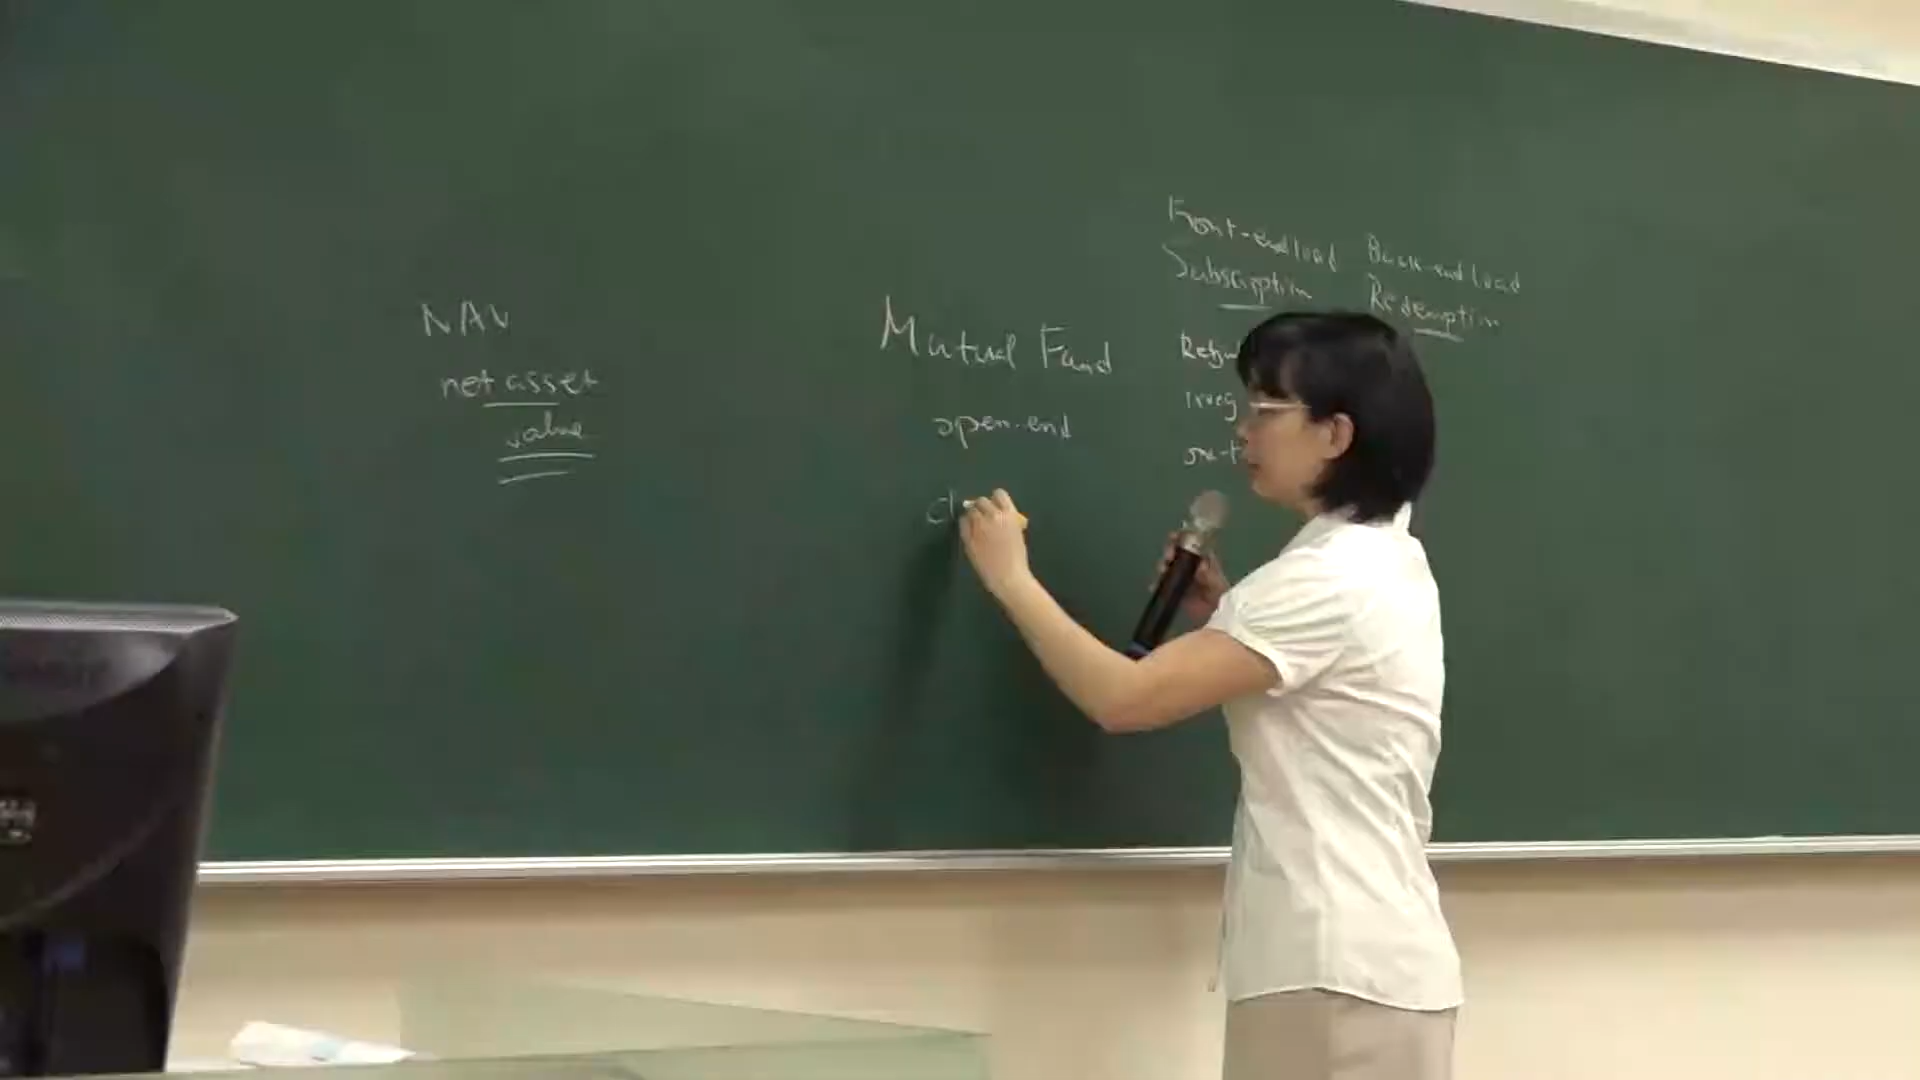 NAV
net asset
value
Mutual Fund
open-end
Front-end load Back-end load
Subscription Redemption